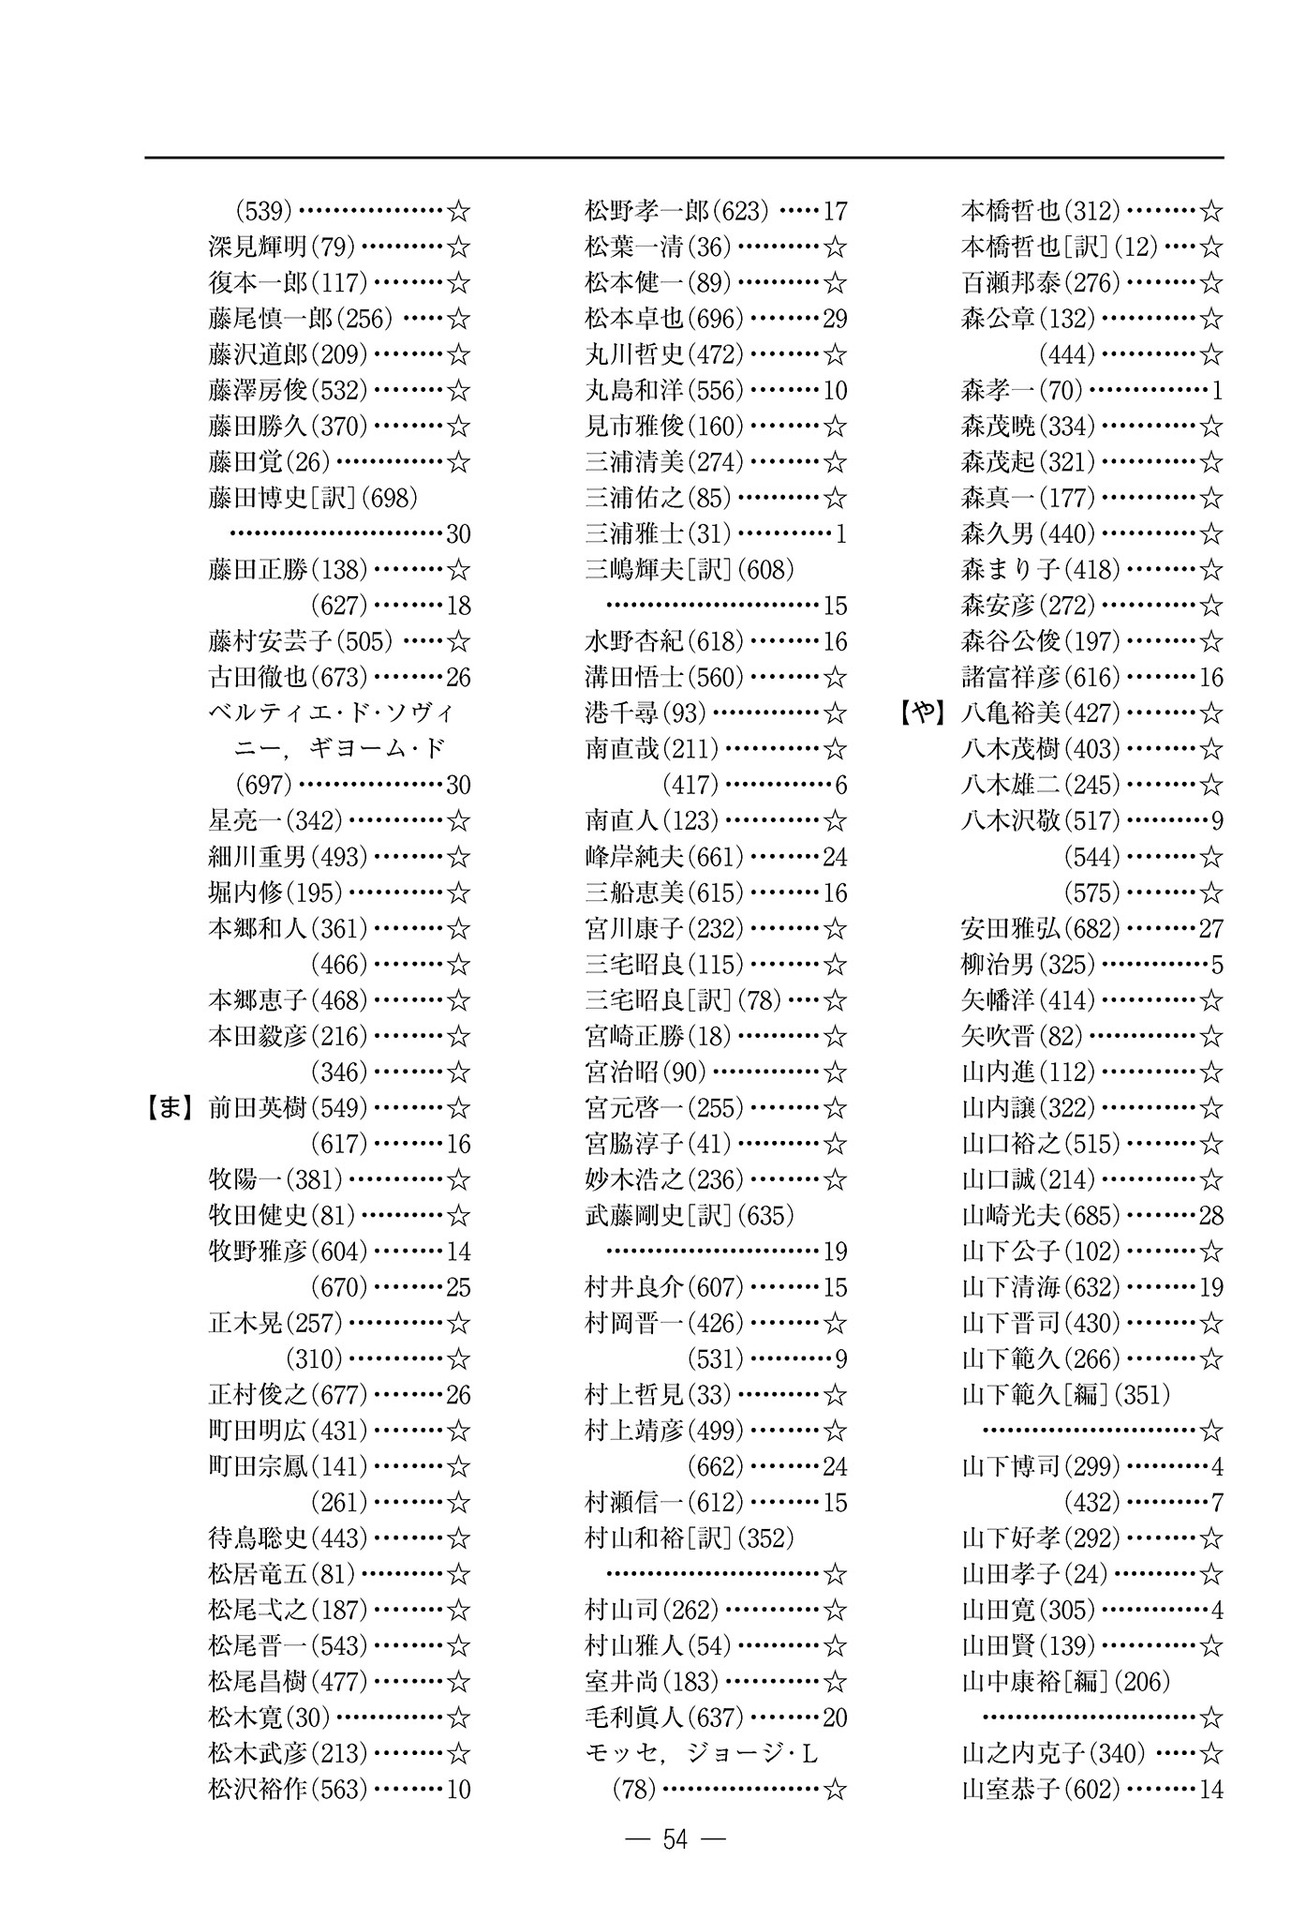 (539)………………☆
深見輝明(79)………☆
復本一郎(117)………☆
藤尾慎一郎(256)……☆
藤沢道郎(209)………☆
藤澤房俊(532)………☆
藤田勝久(370)………☆
藤田覚(26)…………☆
藤田博史[訳](698)
………………………30
藤田正勝(138)………☆
(627)………18
藤村安芸子(505)……☆
古田徹也(673)………26
ベルティエ・ド・ソヴィ
ニー，ギヨーム・ド
(697)………………30
星亮一(342)…………☆
細川重男(493)………☆
堀内修(195)…………☆
本郷和人(361)………☆
(466)………☆
本郷恵子(468)………☆
本田毅彦(216)………☆
(346)………☆
【ま】前田英樹(549)………☆
(617)………16
牧陽一(381)…………☆
牧田健史(81)………☆
牧野雅彦(604)………14
(670)………25
正木晃(257)…………☆
(310)…………☆
正村俊之(677)………26
町田明広(431)………☆
町田宗鳳(141)………☆
(261)………☆
待鳥聡史(443)………☆
松居竜五(81)………☆
松尾弌之(187)………☆
松尾晋一(543)………☆
松尾昌樹(477)………☆
松木寛(30)…………☆
松木武彦(213)………☆
松沢裕作(563)………10
松野孝一郎(623)……17
松葉一清(36)………☆
松本健一(89)………☆
松本卓也(696)………29
丸川哲史(472)………☆
丸島和洋(556)………10
見市雅俊(160)………☆
三浦清美(274)………☆
三浦佑之(85)………☆
三浦雅士(31)…………1
三嶋輝夫[訳](608)
………………………15
水野杏紀(618)………16
溝田悟士(560)………☆
港千尋(93)…………☆
南直哉(211)…………☆
(417)…………6
南直人(123)…………☆
峰岸純夫(661)………24
三船恵美(615)………16
宮川康子(232)………☆
三宅昭良(115)………☆
三宅昭良[訳](78)…☆
宮崎正勝(18)………☆
宮治昭(90)…………☆
宮元啓一(255)………☆
宮脇淳子(41)………☆
妙木浩之(236)………☆
武藤剛史[訳](635)
………………………19
村井良介(607)………15
村岡晋一(426)………☆
(531)………9
村上哲見(33)………☆
村上靖彦(499)………☆
(662)………24
村瀬信一(612)………15
村山和裕[訳](352)
………………………☆
村山司(262)…………☆
村山雅人(54)………☆
室井尚(183)…………☆
毛利眞人(637)………20
モッセ，ジョージ・L
(78)………………☆
本橋哲也(312)………☆
本橋哲也[訳](12)…☆
百瀬邦泰(276)………☆
森公章(132)…………☆
(444)…………☆
森孝一(70)……………1
森茂暁(334)…………☆
森茂起(321)…………☆
森真一(177)…………☆
森久男(440)…………☆
森まり子(418)………☆
森安彦(272)…………☆
森谷公俊(197)………☆
諸富祥彦(616)………16
【や】八亀裕美(427)………☆
八木茂樹(403)………☆
八木雄二(245)………☆
八木沢敬(517)………9
(544)………☆
(575)………☆
安田雅弘(682)………27
柳治男(325)…………5
矢幡洋(414)…………☆
矢吹晋(82)…………☆
山内進(112)…………☆
山内譲(322)…………☆
山口裕之(515)………☆
山口誠(214)…………☆
山崎光夫(685)………28
山下公子(102)………☆
山下清海(632)………19
山下晋司(430)………☆
山下範久(266)………☆
山下範久[編](351)
………………………☆
山下博司(299)………4
(432)………7
山下好孝(292)………☆
山田孝子(24)………☆
山田寛(305)…………4
山田賢(139)…………☆
山中康裕[編](206)
………………………☆
山之内克子(340)……☆
山室恭子(602)………14
― 54 ―